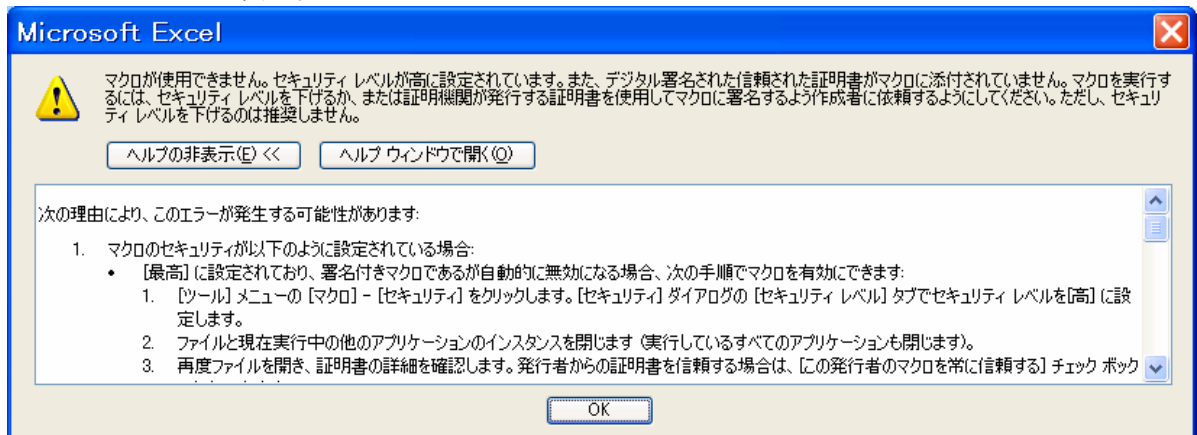 Microsoft Excel
マクロが使用できません。セキュリティ レベルが高に設定されています。また、デジタル署名された信頼された証明書がマクロに添付されていません。マクロを実行す
るには、セキュリティ レベルを下げるか、または証明機関が発行する証明書を使用してマクロに署名するよう作成者に依頼するようにしてください。ただし、セキュリ
ティ レベルを下げるのは推奨しません。
ヘルプの非表示(E) << ヘルプ ウィンドウで開く(O)
次の理由により、このエラーが発生する可能性があります:
1. マクロのセキュリティが以下のように設定されている場合:
• [最高] に設定されており、署名付きマクロであるが自動的に無効になる場合、次の手順でマクロを有効にできます:
1. [ツール] メニューの [マクロ] - [セキュリティ] をクリックします。[セキュリティ] ダイアログの [セキュリティ レベル] タブでセキュリティ レベルを[高] に設
定します。
2. ファイルと現在実行中の他のアプリケーションのインスタンスを閉じます (実行しているすべてのアプリケーションも閉じます)。
3. 再度ファイルを開き、証明書の詳細を確認します。発行者からの証明書を信頼する場合は、[この発行者のマクロを常に信頼する] チェック ボック
OK